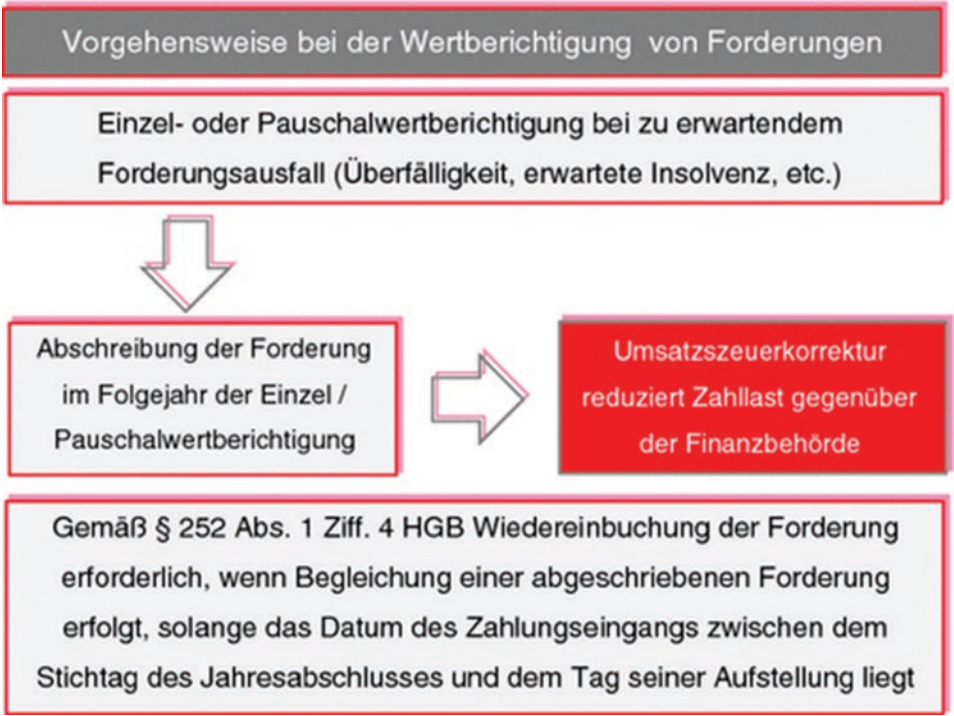 Vorgehensweise bei der Wertberichtigung von Forderungen
Einzel- oder Pauschalwertberichtigung bei zu erwartendem
Forderungsausfall (Überfälligkeit, erwartete Insolvenz, etc.)
Abschreibung der Forderung
im Folgejahr der Einzel /
Pauschalwertberichtigung
Umsatzszeuerkorrektur
reduziert Zahllast gegenüber
der Finanzbehörde
Gemäß § 252 Abs. 1 Ziff. 4 HGB Wiedereinbuchung der Forderung
erforderlich, wenn Begleichung einer abgeschriebenen Forderung
erfolgt, solange das Datum des Zahlungseingangs zwischen dem
Stichtag des Jahresabschlusses und dem Tag seiner Aufstellung liegt